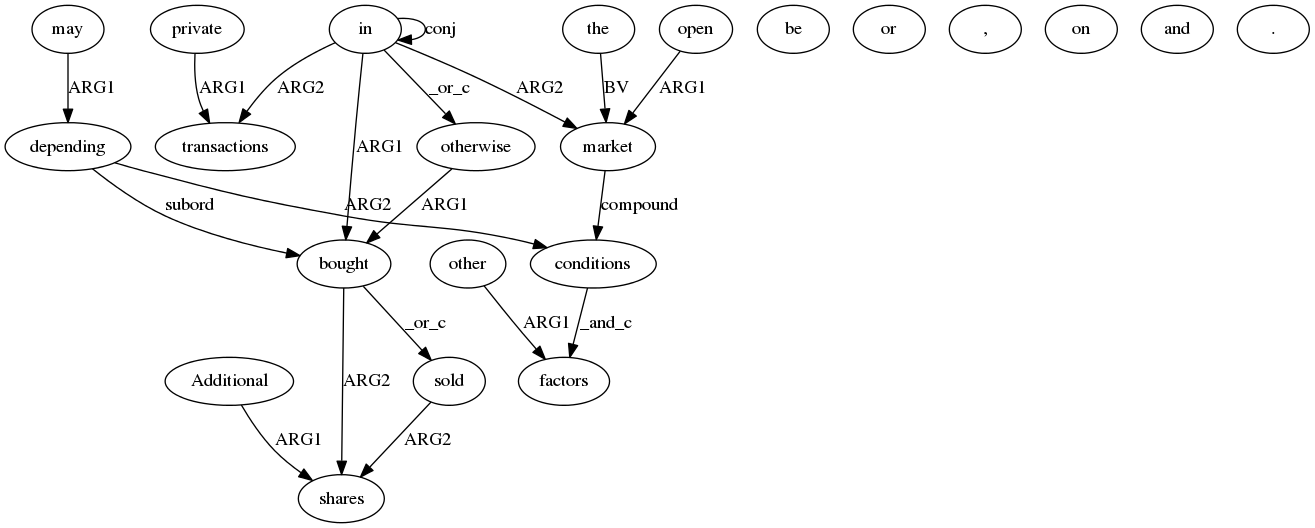 may private in conj the open be or , on and .
ARG1 ARG1 ARG2 _or_c ARG2 BV ARG1
depending transactions ARG1 otherwise market
subord ARG2 ARG1 compound
bought other conditions
_or_c ARG1 _and_c
Additional ARG2 sold factors
ARG1 ARG2
shares